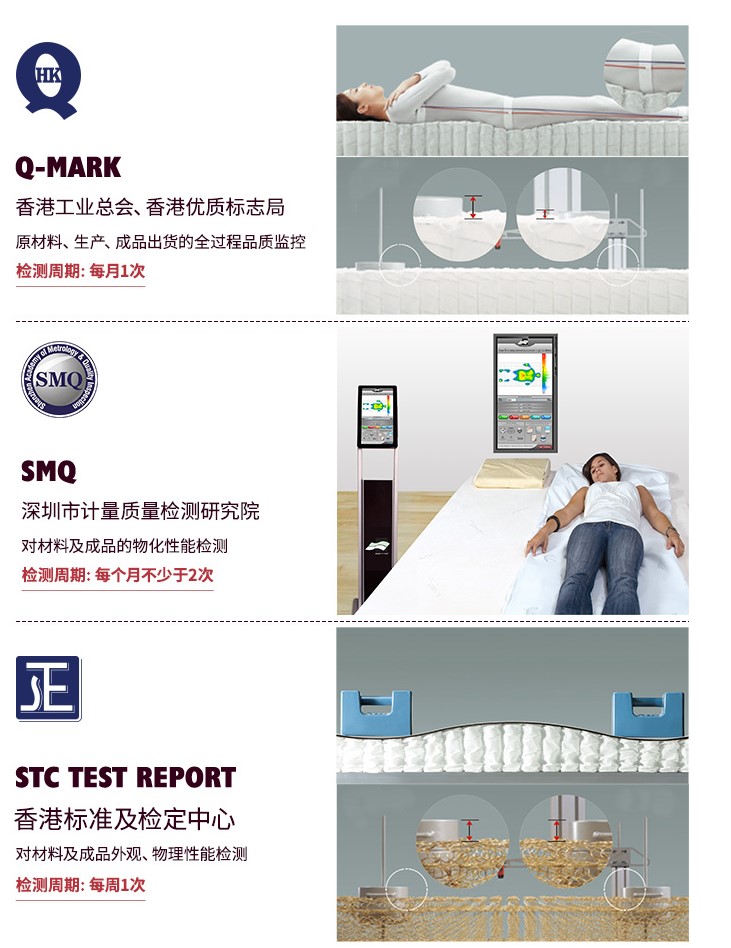 HK
Q-MARK
香港工业总会、香港优质标志局
原材料、生产、成品出货的全过程品质监控
检测周期: 每月1次
Shenzhen Academy of Metrology & Quality Inspection
SMQ
SMQ
深圳市计量质量检测研究院
对材料及成品的物化性能检测
检测周期: 每个月不少于2次
STC TEST REPORT
香港标准及检定中心
对材料及成品外观、物理性能检测
检测周期: 每周1次